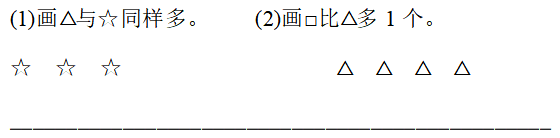 (1)画△与☆同样多。 (2)画□比△多 1 个。
☆ ☆ ☆ △ △ △ △